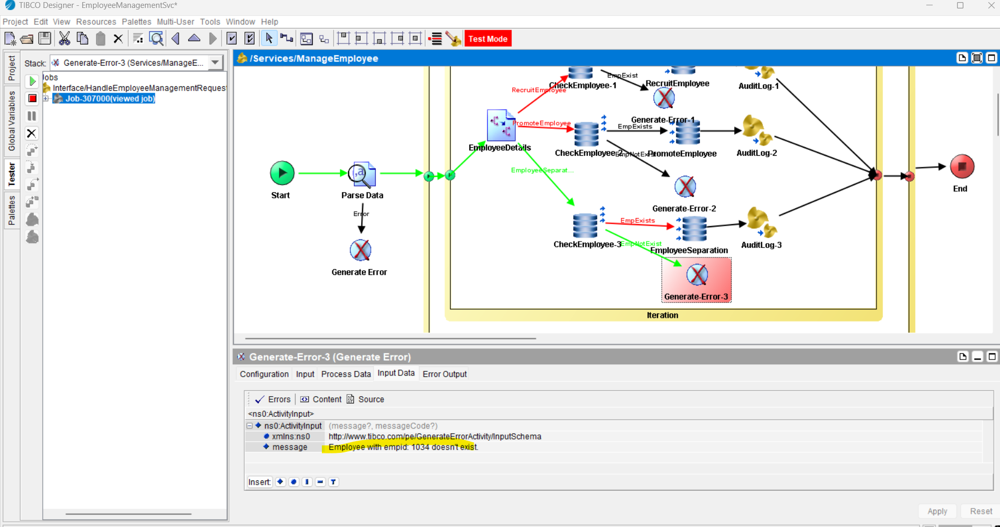 TIBCO Designer - EmployeeManagementSvc*
Project Edit View Resources Palettes Multi-User Tools Window Help
Test Mode
Project
Global Variables
Tester
Palettes
Stack: Generate-Error-3 (Services/ManageE...
Jobs
Interface/HandleEmployeeManagementRequest
Job-307000(viewed job)
/Services/ManageEmployee
EmpExist
CheckEmployee-1
RecruitEmployee
AuditLog-1
RecruitEmployee
Generate-Error-1
PromoteEmployee
EmpExists
EmployeeDetails
CheckEmployee-2
EmpNotExist
PromoteEmployee
AuditLog-2
EmployeeSeparat...
Start
Parse Data
End
Error
Generate-Error-2
EmpExists
CheckEmployee-3
EmpNotExist
EmployeeSeparation
AuditLog-3
Generate Error
Generate-Error-3
Iteration
Generate-Error-3 (Generate Error)
Configuration Input Process Data Input Data Error Output
Errors Content Source
<ns0:ActivityInput>
ns0:ActivityInput (message?, messageCode?)
xmlns:ns0 http://www.tibco.com/pe/GenerateErrorActivity/InputSchema
message Employee with empid: 1034 doesn't exist.
Insert: T
Apply Reset